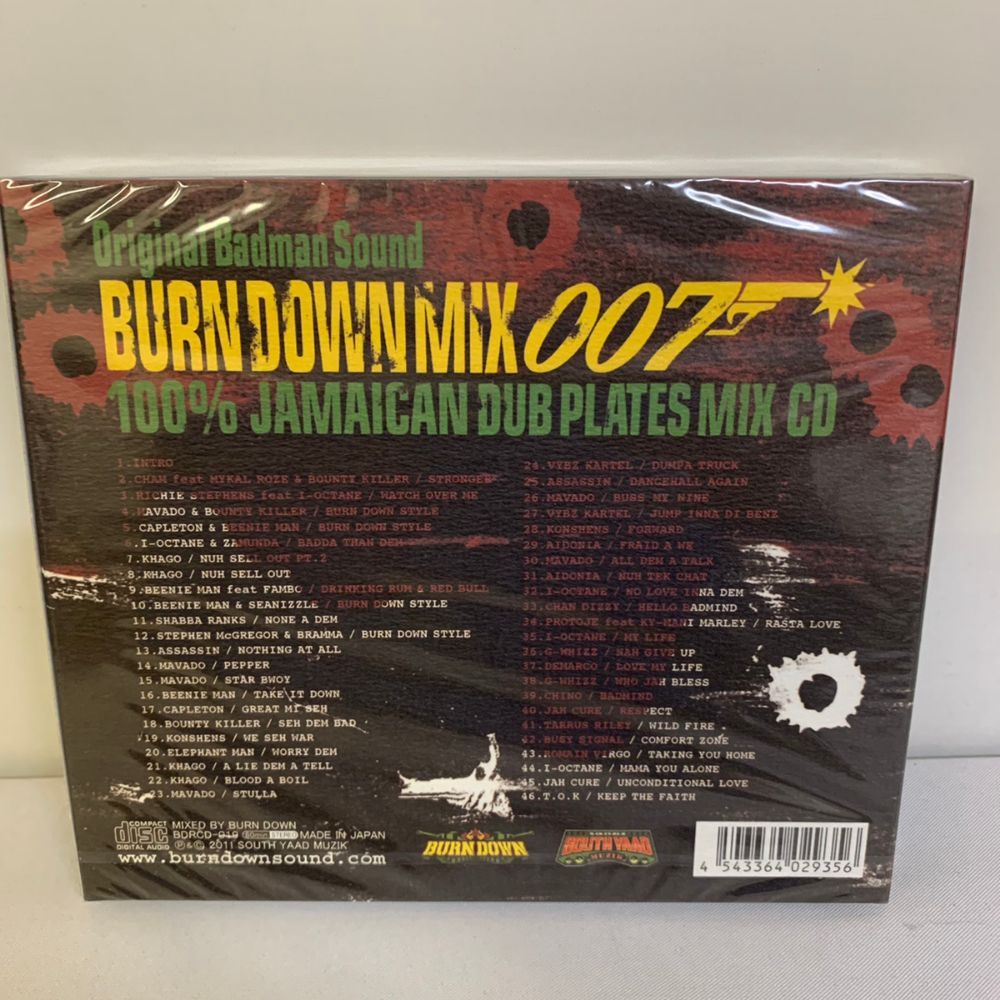 Original Badman Sound
BURN DOWN MIX 007
100% JAMAICAN DUB PLATES MIX CD
1.INTRO
2.CHAM feat MYKAL ROZE & BOUNTY KILLER / STRONGER
3.RICHIE STEPHENS feat I-OCTANE / WATCH OVER ME
4.MAVADO & BOUNTY KILLER / BURN DOWN STYLE
5.CAPLETON & BEENIE MAN / BURN DOWN STYLE
6.I-OCTANE & ZAMUNDA / BADDA THAN DEM
7.KHAGO / NUH SELL OUT PT.2
8.KHAGO / NUH SELL OUT
9.BEENIE MAN feat FAMBO / DRINKING RUM & RED BULL
10.BEENIE MAN & SEANIZZLE / BURN DOWN STYLE
11.SHABBA RANKS / NONE A DEM
12.STEPHEN McGREGOR & BRAMMA / BURN DOWN STYLE
13.ASSASSIN / NOTHING AT ALL
14.MAVADO / PEPPER
15.MAVADO / STAR BWOY
16.BEENIE MAN / TAKE IT DOWN
17.CAPLETON / GREAT MI SEH
18.BOUNTY KILLER / SEH DEM BAD
19.KONSHENS / WE SEH WAR
20.ELEPHANT MAN / WORRY DEM
21.KHAGO / A LIE DEM A TELL
22.KHAGO / BLOOD A BOIL
23.MAVADO / STULLA
24.VYBZ KARTEL / DUMPA TRUCK
25.ASSASSIN / DANCEHALL AGAIN
26.MAVADO / BUSS MY NINE
27.VYBZ KARTEL / JUMP INNA DI BENZ
28.KONSHENS / FORWARD
29.AIDONIA / FRAID A WE
30.MAVADO / ALL DEM A TALK
31.AIDONIA / NUH TEK CHAT
32.I-OCTANE / NO LOVE INNA DEM
33.CHAN DIZZY / HELLO BADMIND
34.PROTOJE feat KY-MANI MARLEY / RASTA LOVE
35.I-OCTANE / MY LIFE
36.G-WHIZZ / NAH GIVE UP
37.DEMARCO / LOVE MY LIFE
38.G-WHIZZ / WHO JAH BLESS
39.CHINO / BADMIND
40.JAH CURE / RESPECT
41.TARRUS RILEY / WILD FIRE
42.BUSY SIGNAL / COMFORT ZONE
43.ROMAIN VIRGO / TAKING YOU HOME
44.I-OCTANE / MAMA YOU ALONE
45.JAH CURE / UNCONDITIONAL LOVE
46.T.O.K / KEEP THE FAITH
COMPACT disc DIGITAL AUDIO
MIXED BY BURN DOWN
BDRCD-019 STEREO MADE IN JAPAN
℗&© 2011 SOUTH YAAD MUZIK
www.burndownsound.com
BURN DOWN
SOUTH YAAD
MUZIK
4 543364 029356